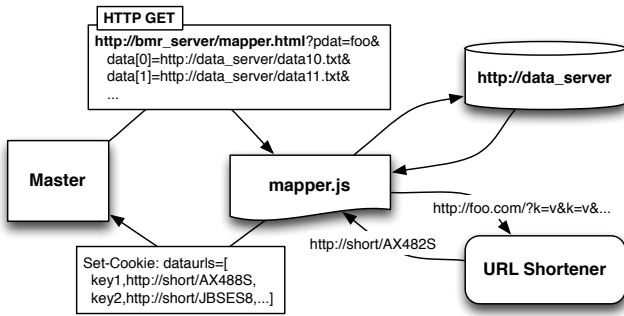 HTTP GET
http://bmr_server/mapper.html?pdat=foo&
data[0]=http://data_server/data10.txt&
data[1]=http://data_server/data11.txt&
...
http://data_server
Master
mapper.js
http://foo.com/?k=v&k=v&...
http://short/AX482S
Set-Cookie: dataurls=[
key1,http://short/AX488S,
key2,http://short/JBSES8,...]
URL Shortener